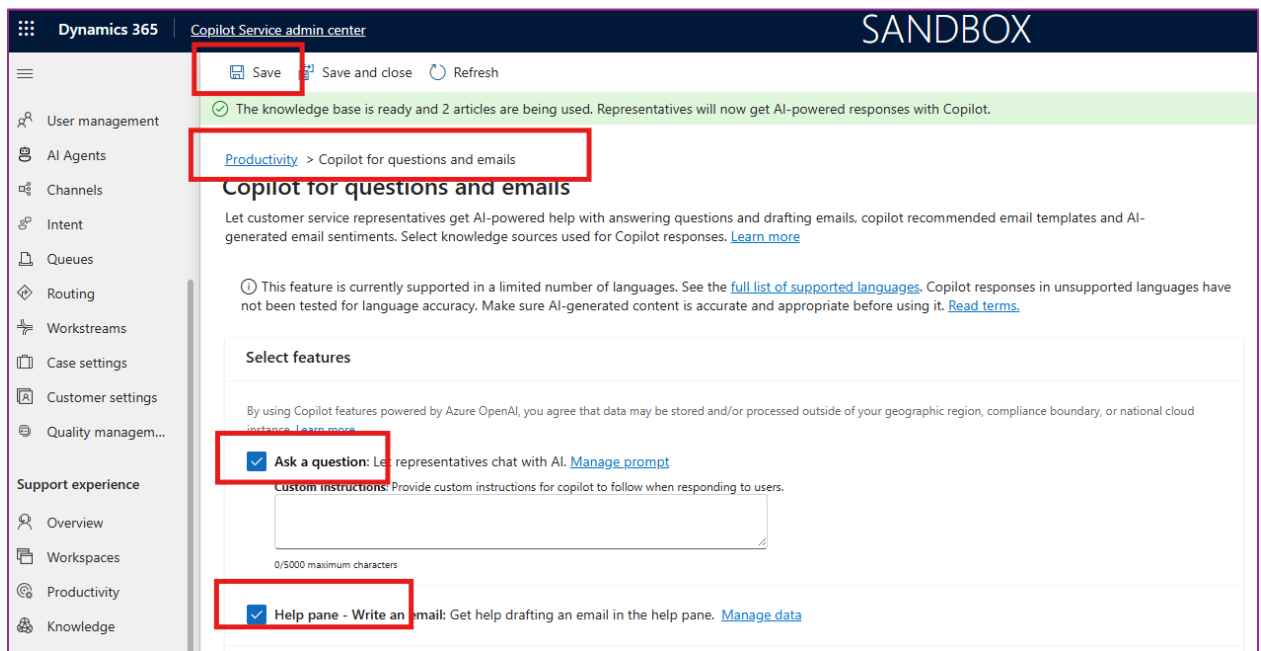 Dynamics 365 Copilot Service admin center SANDBOX
Save Save and close Refresh
The knowledge base is ready and 2 articles are being used. Representatives will now get AI-powered responses with Copilot.
User management
AI Agents
Channels
Intent
Queues
Routing
Workstreams
Case settings
Customer settings
Quality managem...
Support experience
Overview
Workspaces
Productivity
Knowledge
Productivity > Copilot for questions and emails
Copilot for questions and emails
Let customer service representatives get AI-powered help with answering questions and drafting emails, copilot recommended email templates and AI-
generated email sentiments. Select knowledge sources used for Copilot responses. Learn more
This feature is currently supported in a limited number of languages. See the full list of supported languages. Copilot responses in unsupported languages have
not been tested for language accuracy. Make sure AI-generated content is accurate and appropriate before using it. Read terms.
Select features
By using Copilot features powered by Azure OpenAI, you agree that data may be stored and/or processed outside of your geographic region, compliance boundary, or national cloud
instance. Learn more
Ask a question: Let representatives chat with AI. Manage prompt
Custom instructions: Provide custom instructions for copilot to follow when responding to users.
0/5000 maximum characters
Help pane - Write an email: Get help drafting an email in the help pane. Manage data